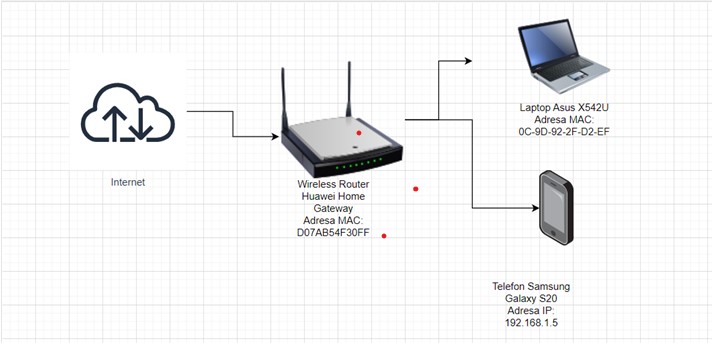 Internet
Wireless Router
Huawei Home
Gateway
Adresa MAC:
D07AB54F30FF
Laptop Asus X542U
Adresa MAC:
0C-9D-92-2F-D2-EF
Telefon Samsung
Galaxy S20
Adresa IP:
192.168.1.5